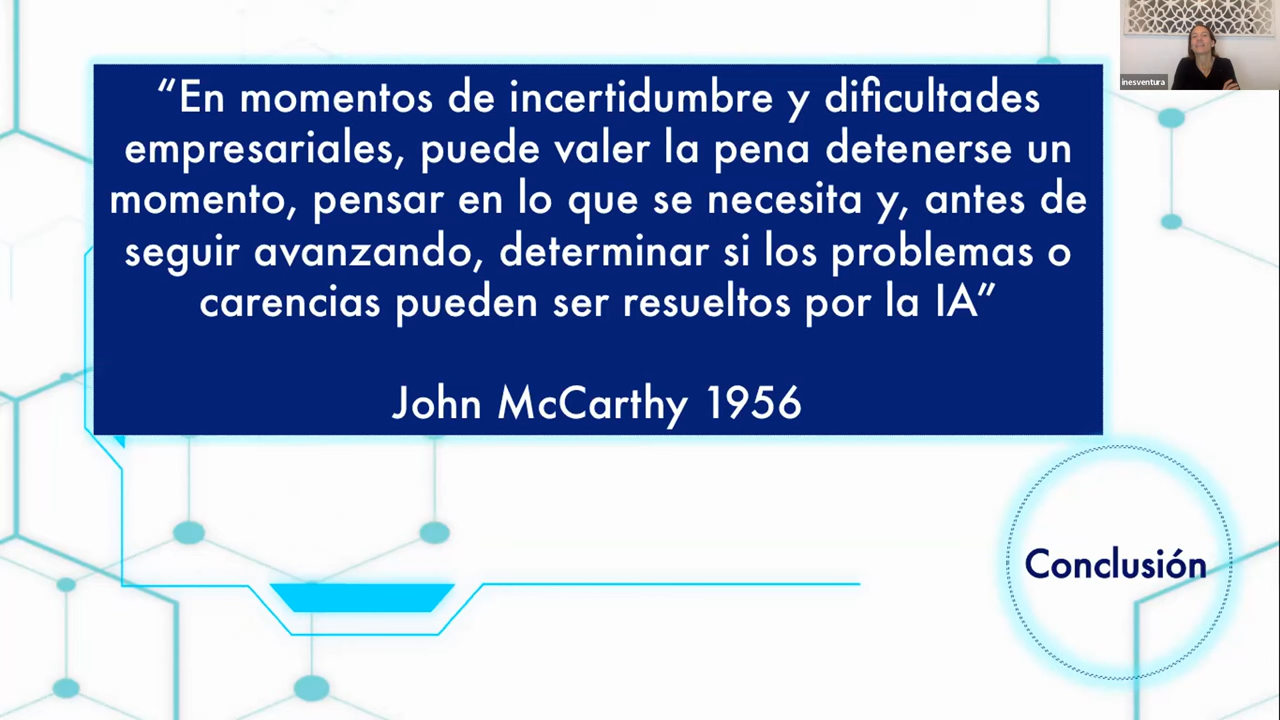 “En momentos de incertidumbre y dificultades
empresariales, puede valer la pena detenerse un
momento, pensar en lo que se necesita y, antes de
seguir avanzando, determinar si los problemas o
carencias pueden ser resueltos por la IA”
John McCarthy 1956
Conclusión
inesventura